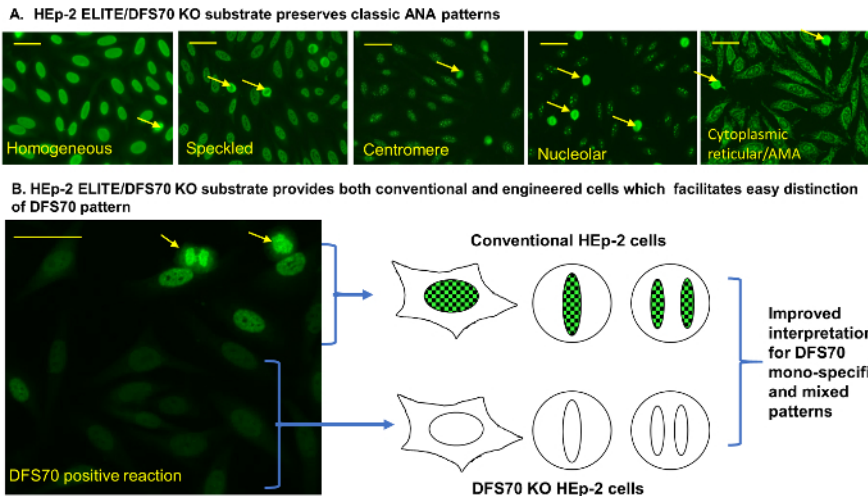 A. HEp-2 ELITE/DFS70 KO substrate preserves classic ANA patterns
Homogeneous
Speckled
Centromere
Nucleolar
Cytoplasmic
reticular/AMA
B. HEp-2 ELITE/DFS70 KO substrate provides both conventional and engineered cells which facilitates easy distinction
of DFS70 pattern
DFS70 positive reaction
Conventional HEp-2 cells
DFS70 KO HEp-2 cells
Improved
interpretation
for DFS70
mono-specifi
and mixed
patterns